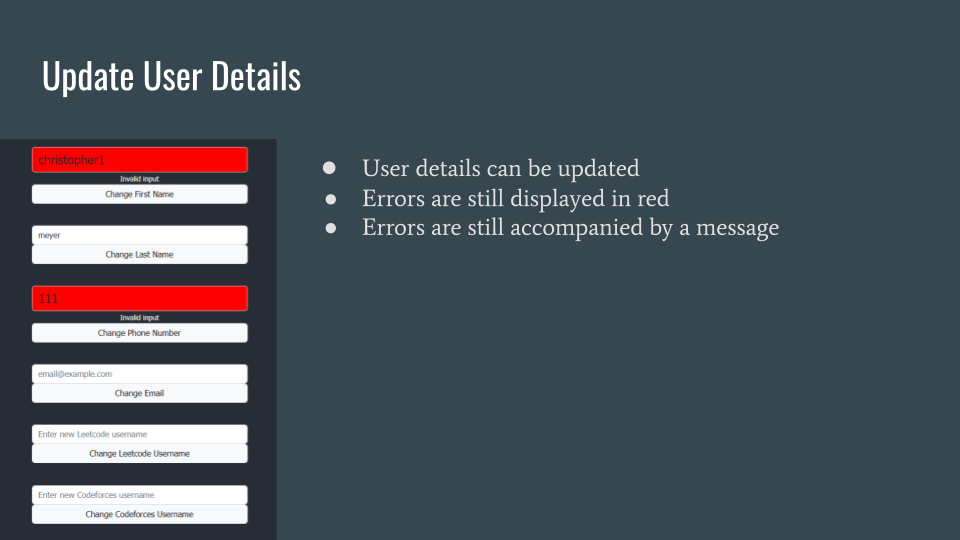 Update User Details
christopher1
Invalid input
Change First Name
meyer
Change Last Name
111
Invalid input
Change Phone Number
email@example.com
Change Email
Enter new Leetcode username
Change Leetcode Username
Enter new Codeforces username
Change Codeforces Username
● User details can be updated
● Errors are still displayed in red
● Errors are still accompanied by a message